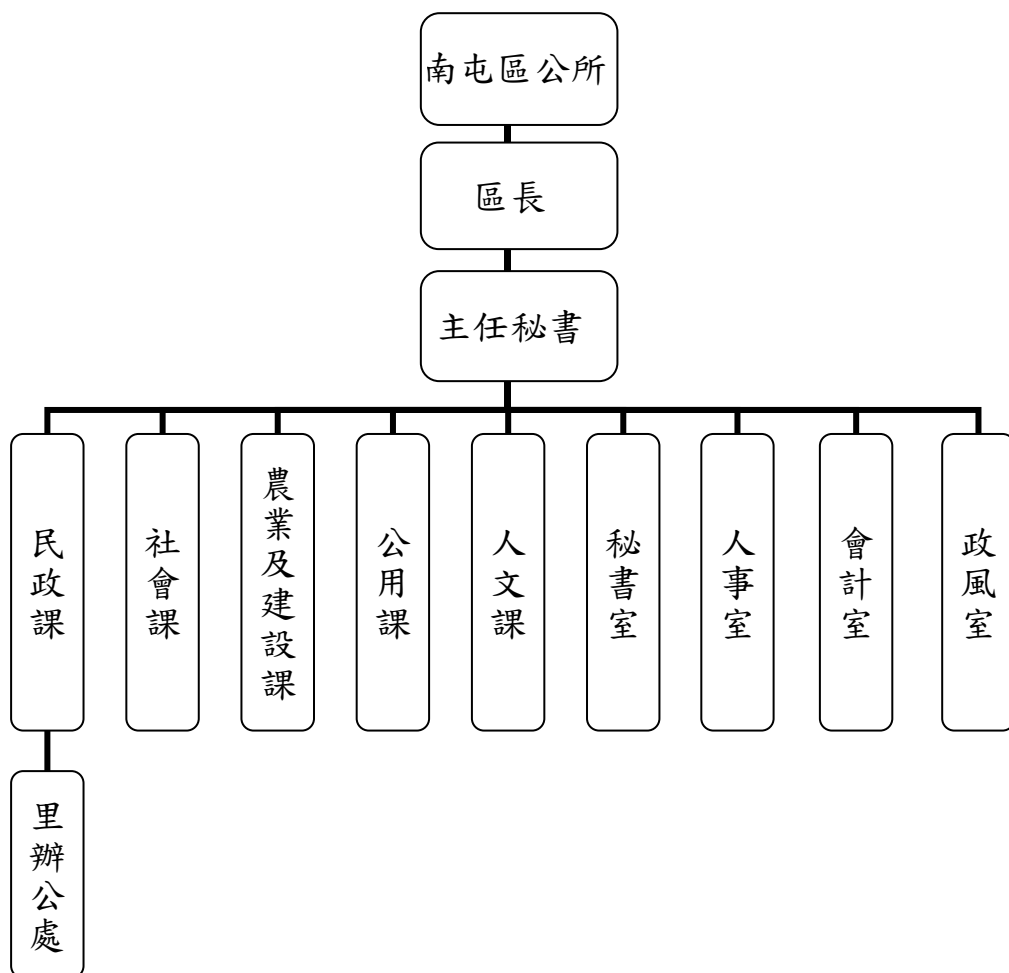 南屯區公所
區長
主任秘書
民政課
社會課
農業及建設課
公用課
人文課
秘書室
人事室
會計室
政風室
里辦公處